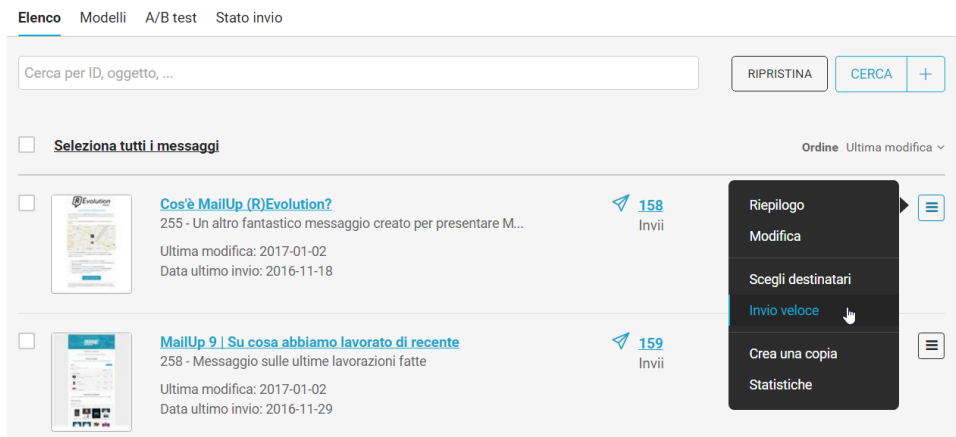 Elenco Modelli A/B test Stato invio
Cerca per ID, oggetto, ...
RIPRISTINA CERCA +
Seleziona tutti i messaggi
Ordine Ultima modifica
(R)Evolution
Cos'è MailUp (R)Evolution?
255 - Un altro fantastico messaggio creato per presentare M...
Ultima modifica: 2017-01-02
Data ultimo invio: 2016-11-18
158
Invii
Riepilogo
Modifica
Scegli destinatari
Invio veloce
Crea una copia
Statistiche
MailUp 9 | Su cosa abbiamo lavorato di recente
258 - Messaggio sulle ultime lavorazioni fatte
Ultima modifica: 2017-01-02
Data ultimo invio: 2016-11-29
159
Invii